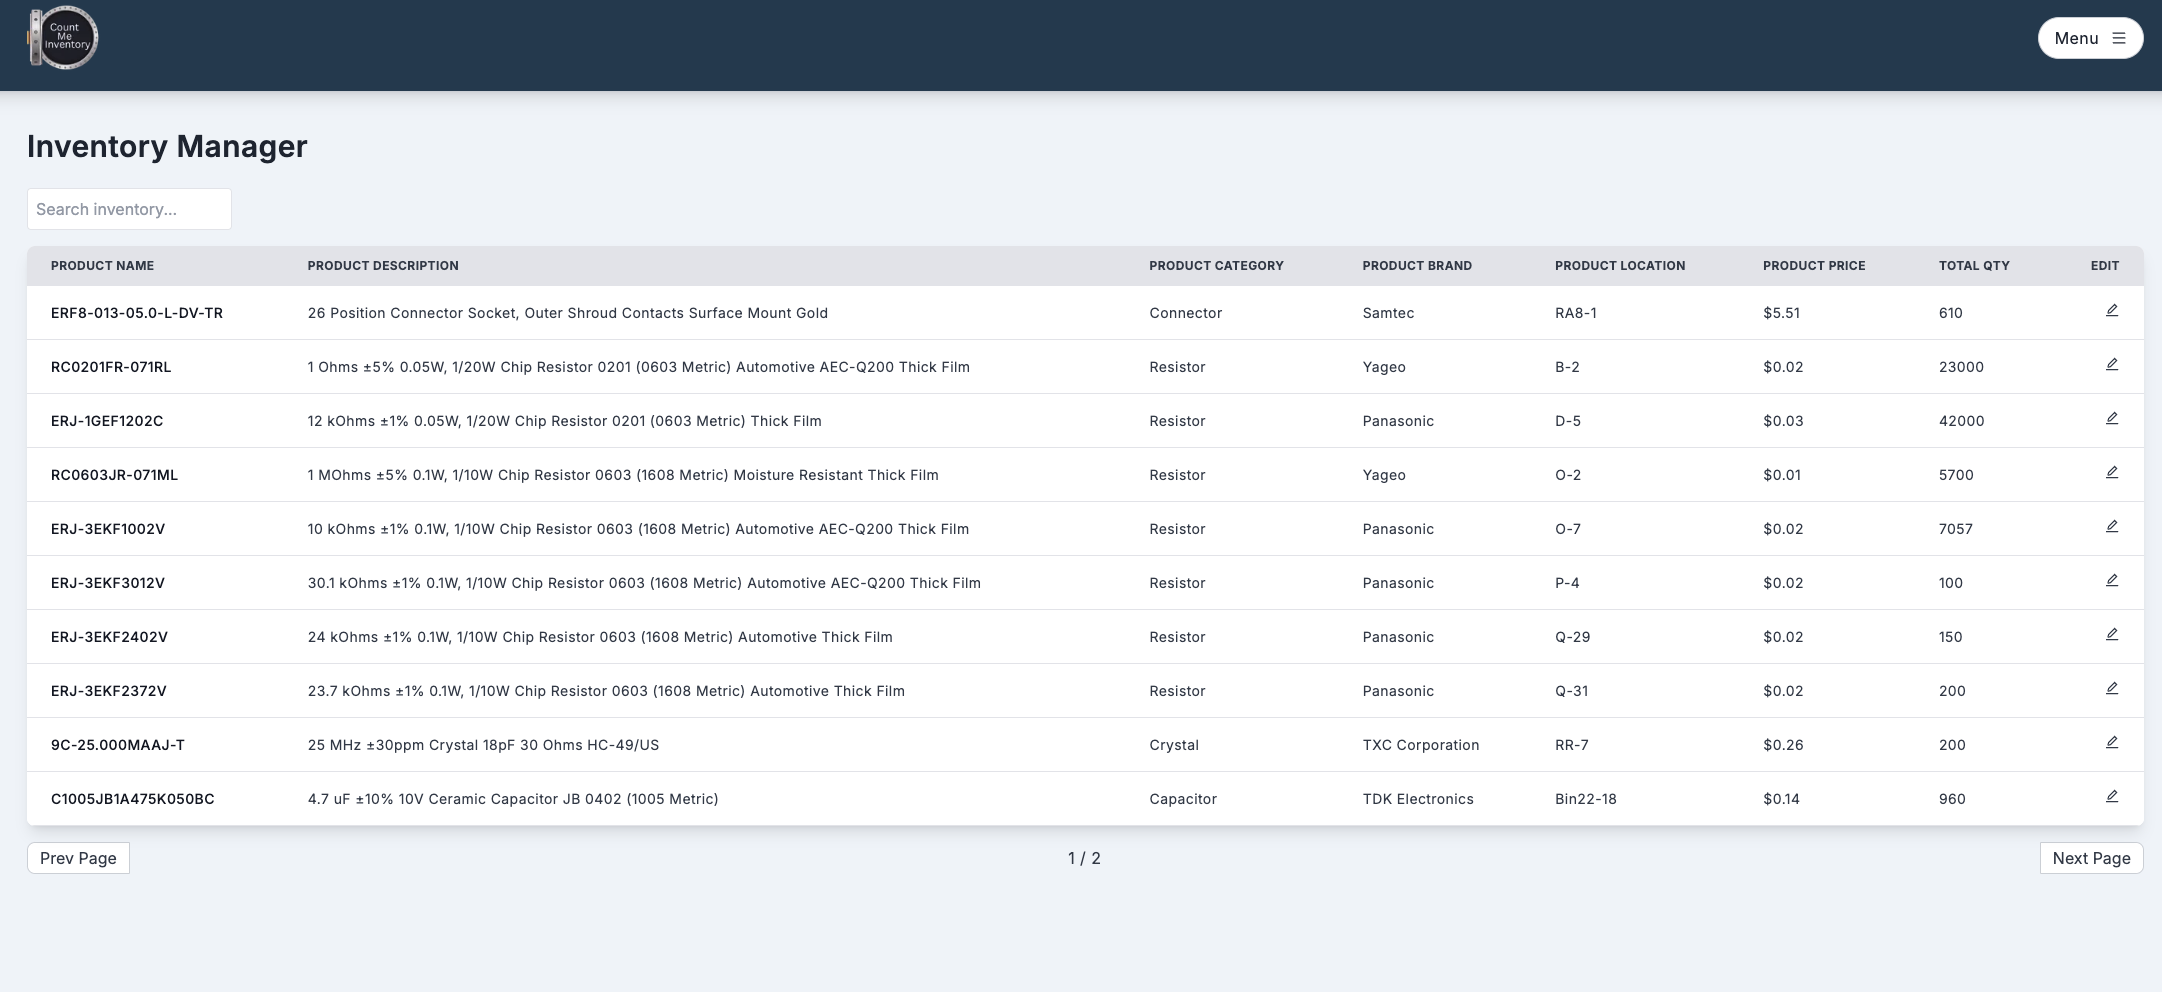 Count
Me
Inventory
Menu
Inventory Manager
Search inventory...
PRODUCT NAME PRODUCT DESCRIPTION PRODUCT CATEGORY PRODUCT BRAND PRODUCT LOCATION PRODUCT PRICE TOTAL QTY EDIT
ERF8-013-05.0-L-DV-TR 26 Position Connector Socket, Outer Shroud Contacts Surface Mount Gold Connector Samtec RA8-1 $5.51 610
RC0201FR-071RL 1 Ohms ±5% 0.05W, 1/20W Chip Resistor 0201 (0603 Metric) Automotive AEC-Q200 Thick Film Resistor Yageo B-2 $0.02 23000
ERJ-1GEF1202C 12 kOhms ±1% 0.05W, 1/20W Chip Resistor 0201 (0603 Metric) Thick Film Resistor Panasonic D-5 $0.03 42000
RC0603JR-071ML 1 MOhms ±5% 0.1W, 1/10W Chip Resistor 0603 (1608 Metric) Moisture Resistant Thick Film Resistor Yageo O-2 $0.01 5700
ERJ-3EKF1002V 10 kOhms ±1% 0.1W, 1/10W Chip Resistor 0603 (1608 Metric) Automotive AEC-Q200 Thick Film Resistor Panasonic O-7 $0.02 7057
ERJ-3EKF3012V 30.1 kOhms ±1% 0.1W, 1/10W Chip Resistor 0603 (1608 Metric) Automotive AEC-Q200 Thick Film Resistor Panasonic P-4 $0.02 100
ERJ-3EKF2402V 24 kOhms ±1% 0.1W, 1/10W Chip Resistor 0603 (1608 Metric) Automotive Thick Film Resistor Panasonic Q-29 $0.02 150
ERJ-3EKF2372V 23.7 kOhms ±1% 0.1W, 1/10W Chip Resistor 0603 (1608 Metric) Automotive Thick Film Resistor Panasonic Q-31 $0.02 200
9C-25.000MAAJ-T 25 MHz ±30ppm Crystal 18pF 30 Ohms HC-49/US Crystal TXC Corporation RR-7 $0.26 200
C1005JB1A475K050BC 4.7 uF ±10% 10V Ceramic Capacitor JB 0402 (1005 Metric) Capacitor TDK Electronics Bin22-18 $0.14 960
Prev Page 1 / 2 Next Page